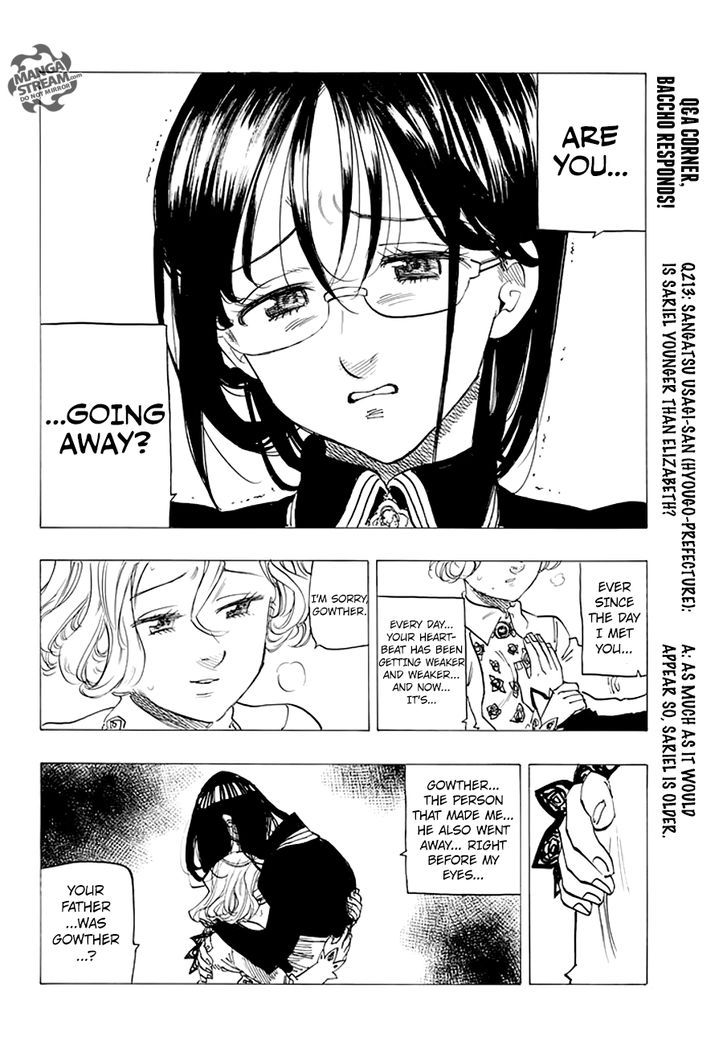 MANGA
STREAM.com
DO NOT MIRROR
Q&A CORNER,
BACCHO RESPONDS!
Q213: SANGATSU USAGI-SAN (HYOUGO-PREFECTURE):
IS SARIEL YOUNGER THAN ELIZABETH?
A: AS MUCH AS IT WOULD
APPEAR SO, SARIEL IS OLDER.
ARE
YOU...
...GOING
AWAY?
EVER
SINCE
THE DAY
I MET
YOU...
EVERY DAY...
YOUR HEART-
BEAT HAS BEEN
GETTING WEAKER
AND WEAKER...
...AND NOW...
IT'S...
I'M SORRY,
GOWTHER.
GOWTHER...
THE PERSON
THAT MADE ME...
HE ALSO WENT
AWAY... RIGHT
BEFORE MY
EYES...
YOUR
FATHER
...WAS
GOWTHER
...?